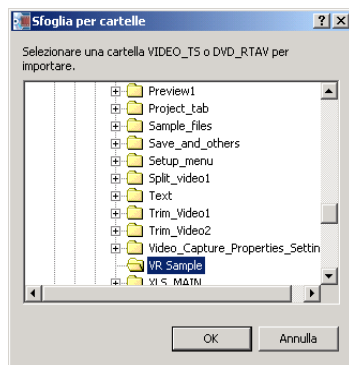 Sfoglia per cartelle
Selezionare una cartella VIDEO_TS o DVD_RTAV per
importare.
Preview1
Project_tab
Sample_files
Save_and_others
Setup_menu
Split_video1
Text
Trim_Video1
Trim_Video2
Video_Capture_Properties_Settin
VR Sample
XLS_MAIN
OK
Annulla